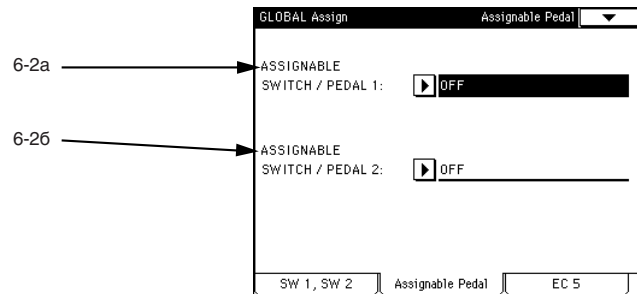 GLOBAL Assign Assignable Pedal
6-2а
ASSIGNABLE
SWITCH / PEDAL 1: OFF
6-2б
ASSIGNABLE
SWITCH / PEDAL 2: OFF
SW 1, SW 2 Assignable Pedal EC 5